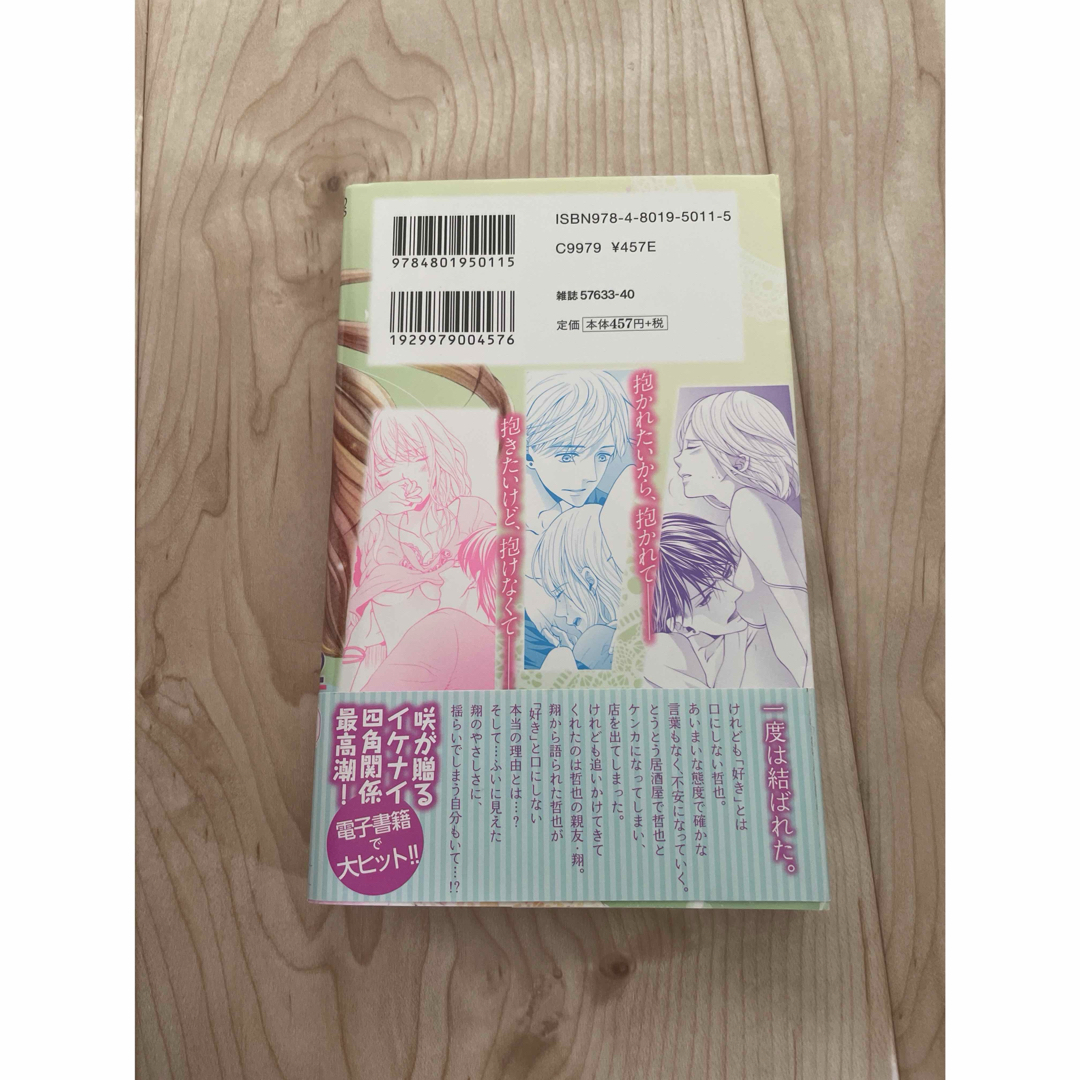 ISBN978-4-8019-5011-5
9784801950115
C9979 ¥457E
雑誌 57633-40
1929979004576
定価 本体457円+税
抱かれたいから、抱かれて
抱きたいけど、抱けなくて
一度は結ばれた。
けれども「好き」とは
口にしない哲也。
あいまいな態度で確かな
言葉もなく、不安になっていく。
とうとう居酒屋で哲也と
ケンカになってしまい、
店を出てしまった。
けれども追いかけてきて
くれたのは哲也の親友・翔。
翔から語られた哲也が
「好き」と口にしない
本当の理由とは…?
そして…ふいに見えた
翔のやさしさに、
揺らいでしまう自分もいて…!?
咲が贈る
イケナイ
四角関係
最高潮!
電子書籍
で
大ヒット!!